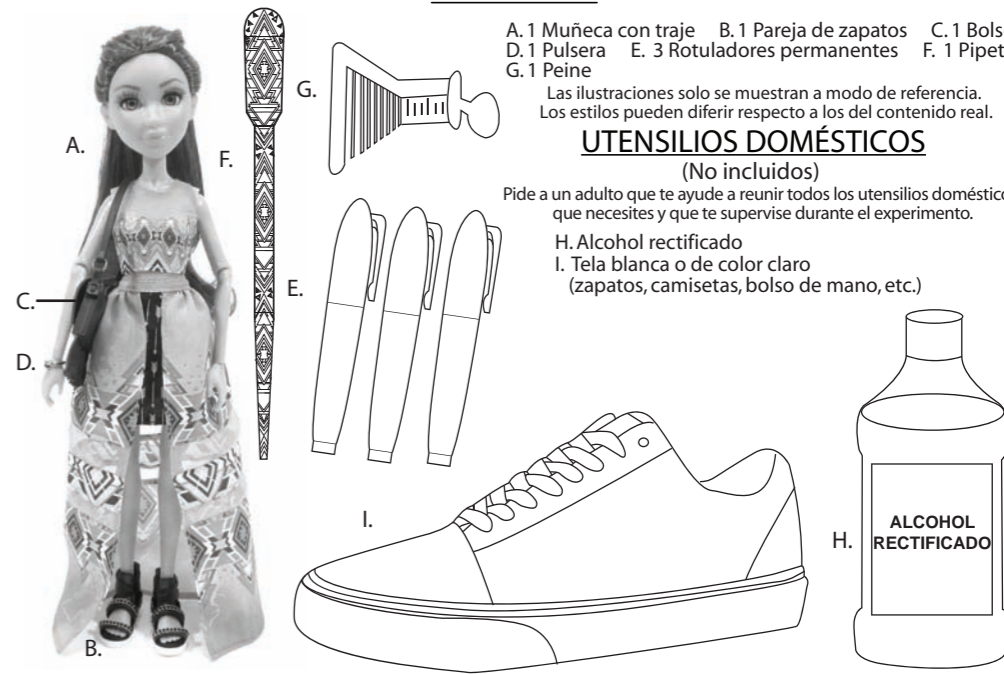 A. 1 Muñeca con traje B. 1 Pareja de zapatos C. 1
D. 1 Pulsera E. 3 Rotuladores permanentes F. 1
G. 1 Peine
Las ilustraciones solo se muestran a modo de referencia.
Los estilos pueden diferir respecto a los del contenido real.
UTENSILIOS DOMÉSTICOS
(No incluidos)
Pide a un adulto que te ayude a reunir todos los utensilios
que necesites y que te supervise durante el experimento.
H. Alcohol rectificado
I. Tela blanca o de color claro
(zapatos, camisetas, bolso de mano, etc.)
A.
F.
G.
C.
E.
D.
I.
H.
ALCOHOL
RECTIFICADO
B.